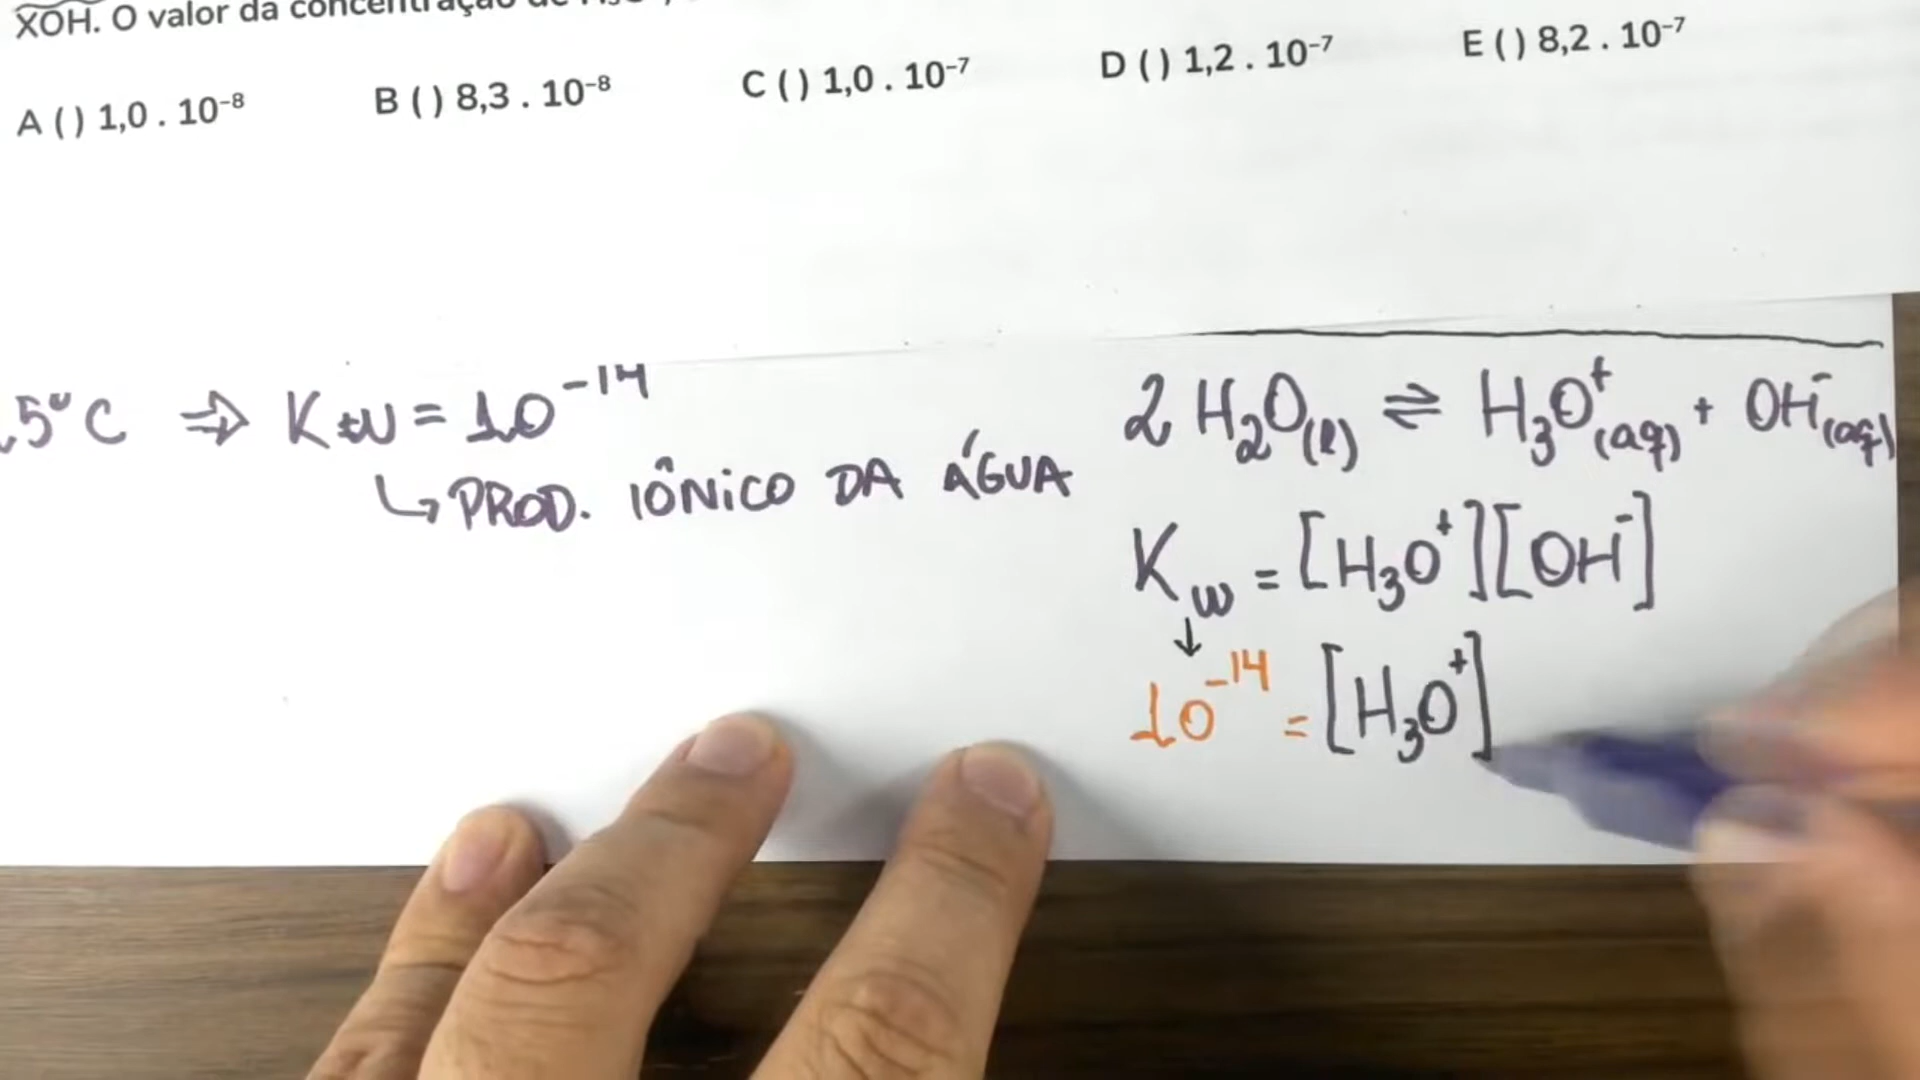 XOH. O valor da concentração de
A ( ) 1,0 . 10⁻⁸ B ( ) 8,3 . 10⁻⁸ C ( ) 1,0 . 10⁻⁷ D ( ) 1,2 . 10⁻⁷ E ( ) 8,2 . 10⁻⁷
5°C ⇒ Kw = 10⁻¹⁴
↳ PROD. IÔNICO DA ÁGUA
2 H₂O(l) ⇌ H₃O⁺(aq) + OH⁻(aq)
Kw = [H₃O⁺][OH⁻]
↓
10⁻¹⁴ = [H₃O⁺]